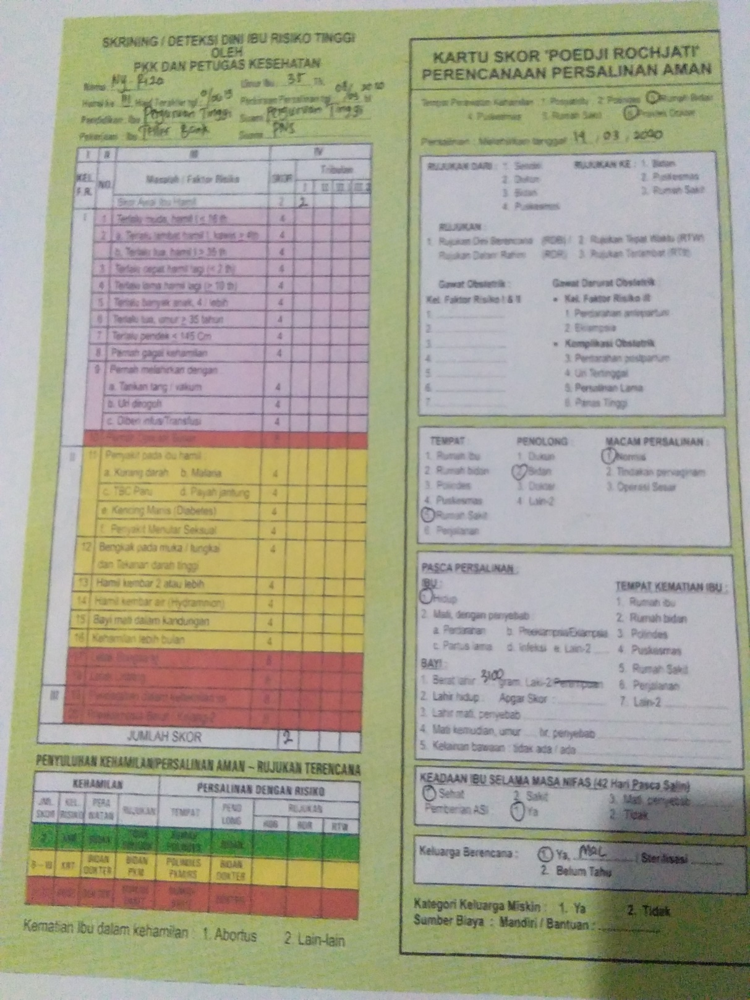 SKRINING / DETEKSI DINI IBU RISIKO TINGGI
OLEH
PKK DAN PETUGAS KESEHATAN
Nama Ny. Umur Ibu 35 Th.
Hamil ke III Haid Terakhir tgl Perkiraan Persalinan tgl
Pendidikan Ibu Perguruan Tinggi Suami Perguruan Tinggi
Pekerjaan Ibu Teller Bank Suami PNS
I II III IV
KEL. F.R. NO. Masalah / Faktor Risiko SKOR Tribulan
I II III.1 III.2
Skor Awal Ibu Hamil 2 2
I 1 Terlalu muda, hamil I ≤ 16 th 4
2 a. Terlalu lambat hamil I, kawin ≥ 4th 4
b. Terlalu tua, hamil I ≥ 35 th 4
3 Terlalu cepat hamil lagi (< 2 th) 4
4 Terlalu lama hamil lagi (≥ 10 th) 4
5 Terlalu banyak anak, 4 / lebih 4
6 Terlalu tua, umur ≥ 35 tahun 4
7 Terlalu pendek < 145 Cm 4
8 Pernah gagal kehamilan 4
9 Pernah melahirkan dengan
a. Tarikan tang / vakum 4
b. Uri dirogoh 4
c. Diberi infus/Transfusi 4
10 Pernah Operasi Sesar 8
II 11 Penyakit pada ibu hamil
a. Kurang darah b. Malaria 4
c. TBC Paru d. Payah jantung 4
e. Kencing Manis (Diabetes) 4
f. Penyakit Menular Seksual 4
12 Bengkak pada muka / tungkai
dan Tekanan darah tinggi 4
13 Hamil kembar 2 atau lebih 4
14 Hamil kembar air (Hydramnion) 4
15 Bayi mati dalam kandungan 4
16 Kehamilan lebih bulan 4
17 Letak Sungsang 8
18 Letak Lintang 8
III 19 Perdarahan dalam kehamilan ini 8
20 Preeklampsia Berat / Kejang-2 8
JUMLAH SKOR 2
PENYULUHAN KEHAMILAN/PERSALINAN AMAN – RUJUKAN TERENCANA
KEHAMILAN PERSALINAN DENGAN RISIKO
JML. SKOR KEL. RISIKO PERA WATAN RUJUKAN TEMPAT PENO LONG RUJUKAN
RDB RDR RTW
2 KRR BIDAN BIDAN
6 – 10 KRT BIDAN DOKTER BIDAN PKM POLINDES PKM/RS BIDAN DOKTER
DOKTER RUMAH SAKIT RUMAH SAKIT DOKTER
Kematian Ibu dalam kehamilan : 1. Abortus 2. Lain-lain
KARTU SKOR 'POEDJI ROCHJATI'
PERENCANAAN PERSALINAN AMAN
Tempat Perawatan Kehamilan : 1. Posyandu 2. Polindes 3. Rumah Bidan
4. Puskesmas 5. Rumah Sakit 6. Praktek Dokter
Persalinan : Melahirkan tanggal : 19 / 03 / 2020
RUJUKAN DARI : 1. Sendiri RUJUKAN KE : 1. Bidan
2. Dukun 2. Puskesmas
3. Bidan 3. Rumah Sakit
4. Puskesmas
RUJUKAN :
1. Rujukan Dini Berencana (RDB) / 2. Rujukan Tepat Waktu (RTW)
Rujukan Dalam Rahim (RDR) 3. Rujukan Terlambat (RTlt)
Gawat Obstetrik : Gawat Darurat Obstetrik
Kel. Faktor Risiko I & II • Kel. Faktor Risiko III
1. 1. Perdarahan antepartum
2. 2. Eklampsia
3. • Komplikasi Obstetrik
4. 3. Perdarahan postpartum
5. 4. Uri Tertinggal
6. 5. Persalinan Lama
7. 6. Panas Tinggi
TEMPAT : PENOLONG : MACAM PERSALINAN :
1. Rumah Ibu 1. Dukun 1. Normal
2. Rumah bidan 2. Bidan 2. Tindakan pervaginam
3. Polindes 3. Dokter 3. Operasi Sesar
4. Puskesmas 4. Lain-2
5. Rumah Sakit
6. Perjalanan
PASCA PERSALINAN :
IBU : TEMPAT KEMATIAN IBU :
1. Hidup 1. Rumah ibu
2. Mati, dengan penyebab 2. Rumah bidan
a. Perdarahan b. Preeklampsia/Eklampsia 3. Polindes
c. Partus lama d. Infeksi e. Lain-2 4. Puskesmas
BAYI : 5. Rumah Sakit
1. Berat lahir 3100 gram, Laki-2/Perempuan 6. Perjalanan
2. Lahir hidup : Apgar Skor : 7. Lain-2
3. Lahir mati, penyebab
4. Mati kemudian, umur hr, penyebab
5. Kelainan bawaan : tidak ada / ada
KEADAAN IBU SELAMA MASA NIFAS (42 Hari Pasca Salin)
1. Sehat 2. Sakit 3. Mati, penyebab
Pemberian ASI : 1. Ya 2. Tidak
Keluarga Berencana : 1. Ya, MAL / Sterilisasi
2. Belum Tahu
Kategori Keluarga Miskin : 1. Ya 2. Tidak
Sumber Biaya : Mandiri / Bantuan :